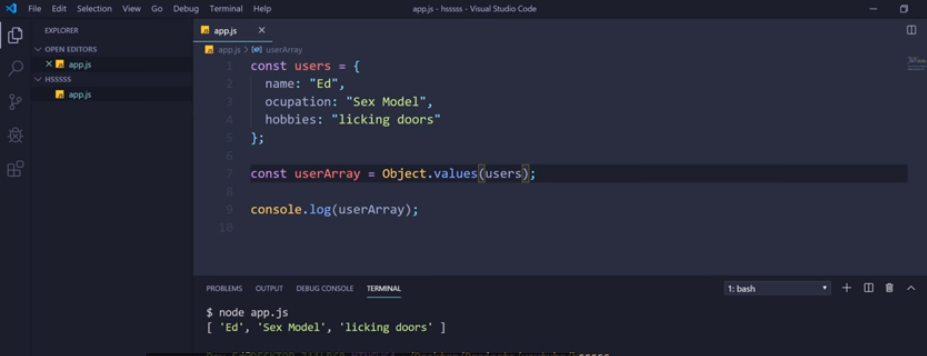 File Edit Selection View Go Debug Terminal Help
app.js - hsssss - Visual Studio Code
EXPLORER
OPEN EDITORS
app.js
HSSSSS
app.js
app.js
app.js > userArray
1 const users = {
2 name: "Ed",
3 ocupation: "Sex Model",
4 hobbies: "licking doors"
5 };
6
7 const userArray = Object.values(users);
8
9 console.log(userArray);
10
PROBLEMS OUTPUT DEBUG CONSOLE TERMINAL
1: bash
$ node app.js
[ 'Ed', 'Sex Model', 'licking doors' ]